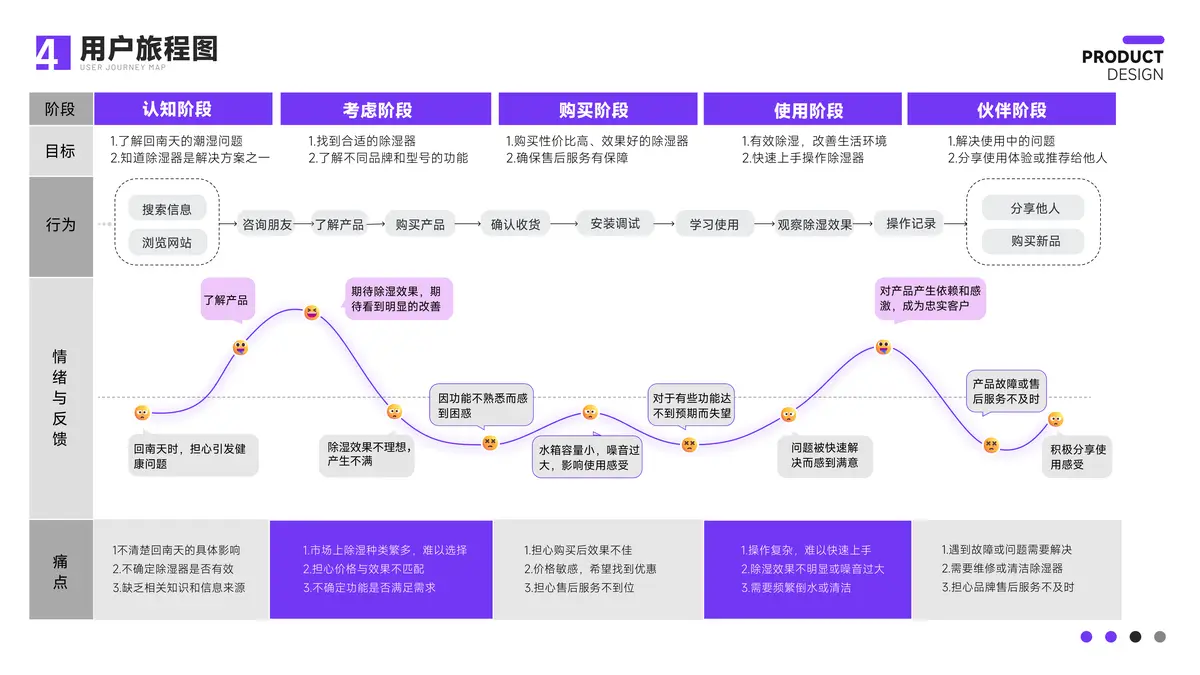 4 用户旅程图
USER JOURNEY MAP
PRODUCT
DESIGN
阶段
认知阶段
考虑阶段
购买阶段
使用阶段
伙伴阶段
目标
1.了解回南天的潮湿问题
2.知道除湿器是解决方案之一
1.找到合适的除湿器
2.了解不同品牌和型号的功能
1.购买性价比高、效果好的除湿器
2.确保售后服务有保障
1.有效除湿，改善生活环境
2.快速上手操作除湿器
1.解决使用中的问题
2.分享使用体验或推荐给他人
行为
搜索信息
浏览网站
咨询朋友
了解产品
购买产品
确认收货
安装调试
学习使用
观察除湿效果
操作记录
分享他人
购买新品
情绪与反馈
了解产品
期待除湿效果，期
待看到明显的改善
对产品产生依赖和感
激，成为忠实客户
回南天时，担心引发健
康问题
除湿效果不理想，
产生不满
因功能不熟悉而感
到困惑
水箱容量小，噪音过
大，影响使用感受
对于有些功能达
不到预期而失望
问题被快速解
决而感到满意
产品故障或售
后服务不及时
积极分享使
用感受
痛点
1不清楚回南天的具体影响
2.不确定除湿器是否有效
3.缺乏相关知识和信息来源
1.市场上除湿种类繁多，难以选择
2.担心价格与效果不匹配
3.不确定功能是否满足需求
1.担心购买后效果不佳
2.价格敏感，希望找到优惠
3.担心售后服务不到位
1.操作复杂，难以快速上手
2.除湿效果不明显或噪音过大
3.需要频繁倒水或清洁
1.遇到故障或问题需要解决
2.需要维修或清洁除湿器
3.担心品牌售后服务不及时